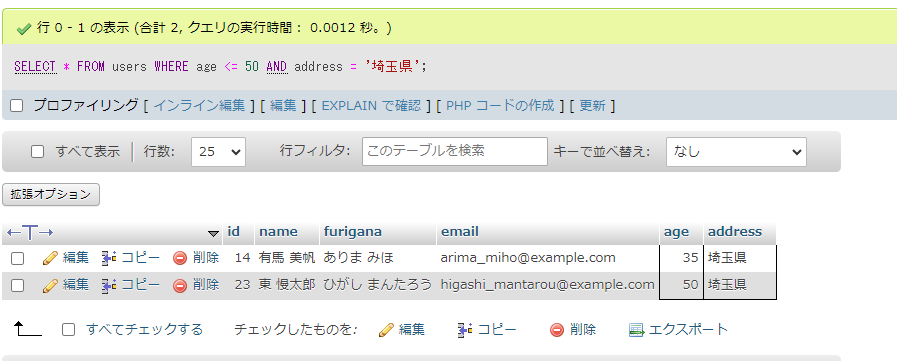 行 0 - 1 の表示 (合計 2, クエリの実行時間： 0.0012 秒。)
SELECT * FROM users WHERE age <= 50 AND address = '埼玉県';
プロファイリング [ インライン編集 ] [ 編集 ] [ EXPLAIN で確認 ] [ PHP コードの作成 ] [ 更新 ]
すべて表示 行数: 25 行フィルタ: このテーブルを検索 キーで並べ替え: なし
拡張オプション
id name furigana email age address
編集 コピー 削除 14 有馬 美帆 ありま みほ arima_miho@example.com 35 埼玉県
編集 コピー 削除 23 東 慢太郎 ひがし まんたろう higashi_mantarou@example.com 50 埼玉県
すべてチェックする チェックしたものを: 編集 コピー 削除 エクスポート